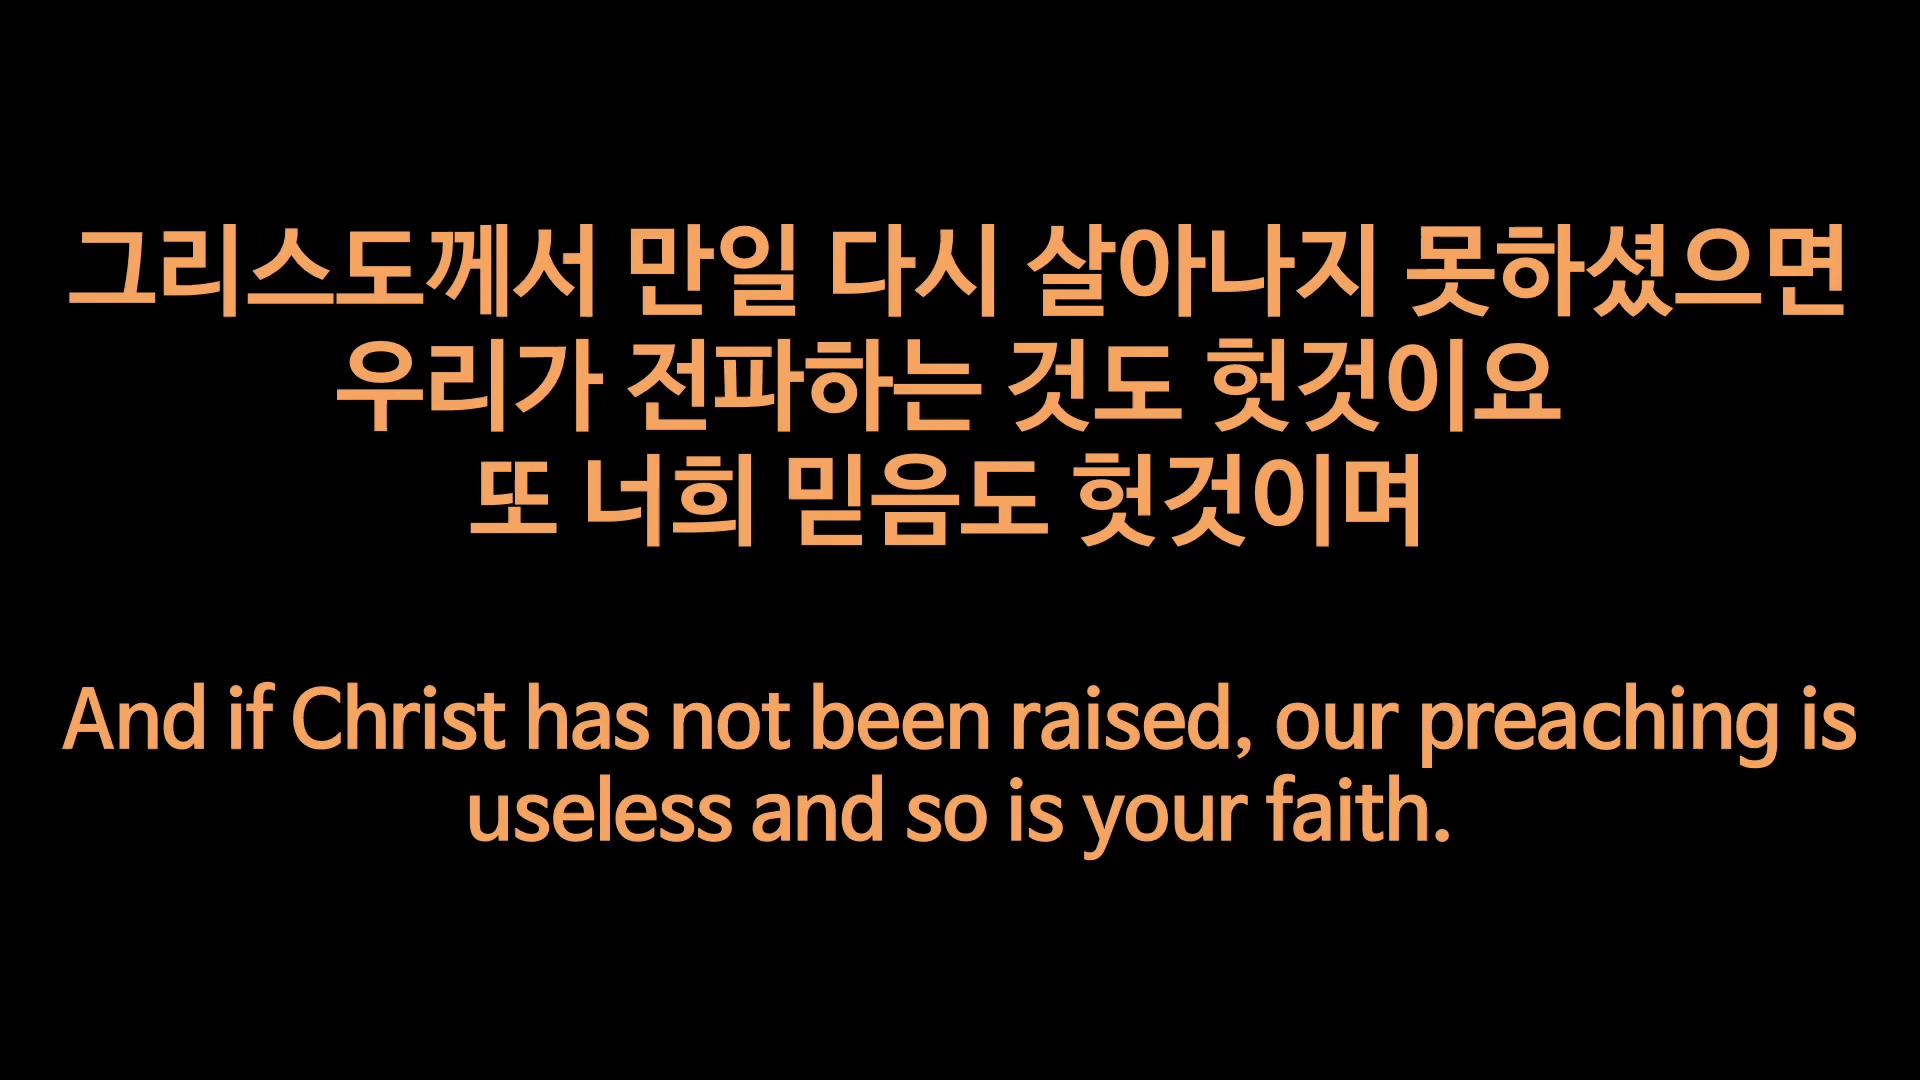 그리스도께서 만일 다시 살아나지 못하셨으면
우리가 전파하는 것도 헛것이요
또 너희 믿음도 헛것이며
And if Christ has not been raised, our preaching is
useless and so is your faith.